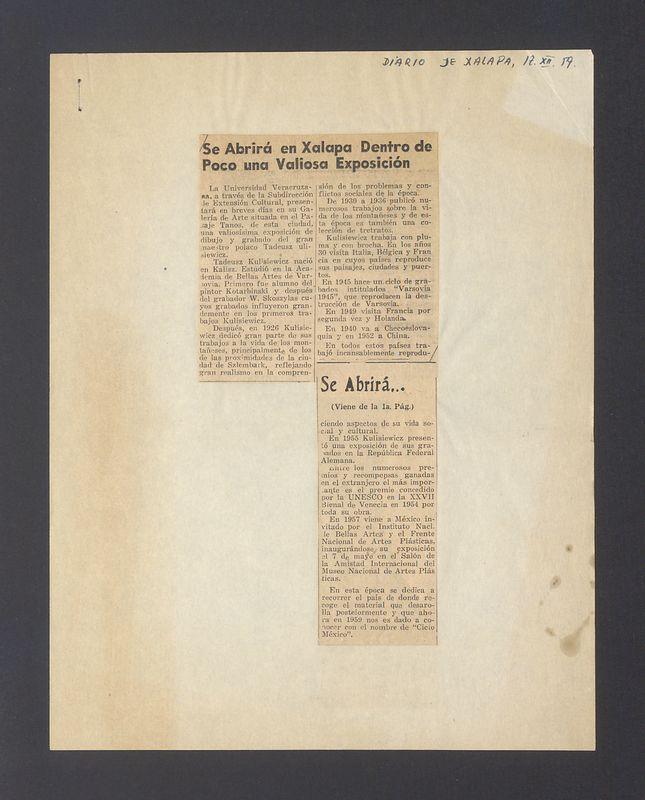 DIARIO DE XALAPA, 12. XII. 59.
Se Abrirá en Xalapa Dentro de
Poco una Valiosa Exposición
La Universidad Veracruza-
na, a través de la Subdirección
de Extensión Cultural, presen-
tará en breves días en su Ga-
lería de Arte situada en el Pa-
saje Tanos, de esta ciudad,
una valiosísima exposición de
dibujo y grabado del gran
maestro polaco Tadeusz uli-
siewicz.
Tadeusz Kulisiewicz nació
en Kalisz. Estudió en la Aca-
demia de Bellas Artes de Var-
sovia. Primero fue alumno del
pintor Kotarbinski y después
del grabador W. Skoszylas cu-
yos grabados influyeron gran-
demente en los primeros tra-
bajos Kulisiewicz.
Después, en 1926 Kulisie-
wicz dedicó gran parte de sus
trabajos a la vida de los mon-
tañeses, principalmente de los
de las proximidades de la ciu-
dad de Szlembark, reflejando
gran realismo en la compren-
sión de los problemas y con-
flictos sociales de la época.
De 1930 a 1936 publicó nu-
merosos trabajos sobre la vi-
da de los montañeses y de es-
ta época es también una co-
lección de tretratos.
Kulisiewicz trabaja con plu-
ma y con brocha. En los años
30 visita Italia, Bélgica y Fran
cia en cuyos países reproduce
sus paisajes, ciudades y puer-
tos.
En 1945 hace un ciclo de gra-
bados intitulados "Varsovia
1945", que reproducen la des-
trucción de Varsovia.
En 1949 visita Francia por
segunda vez y Holanda.
En 1940 va a Checoeslova-
quia y en 1952 a China.
En todos estos países tra-
bajó incansablemente reprodu-
Se Abrirá...
(Viene de la 1a. Pág.)
ciendo aspectos de su vida so-
cial y cultural.
En 1955 Kulisiewicz presen-
tó una exposición de sus gra-
bados en la República Federal
Alemana.
Entre los numerosos pre-
mios y recompepsas ganadas
en el extranjero el más impor-
tante es el premio concedido
por la UNESCO en la XXVII
Bienal de Venecia en 1954 por
toda su obra.
En 1957 viene a México in-
vitado por el Instituto Nacl.
de Bellas Artes y el Frente
Nacional de Artes Plásticas,
inaugurándose su exposición
el 7 de mayo en el Salón de
la Amistad Internacional del
Museo Nacional de Artes Plás
ticas.
En esta época se dedica a
recorrer el país de donde re-
coge el material que desaro-
lla posteiormente y que aho-
ra en 1959 nos es dado a co-
nocer con el nombre de "Ciclo
México".